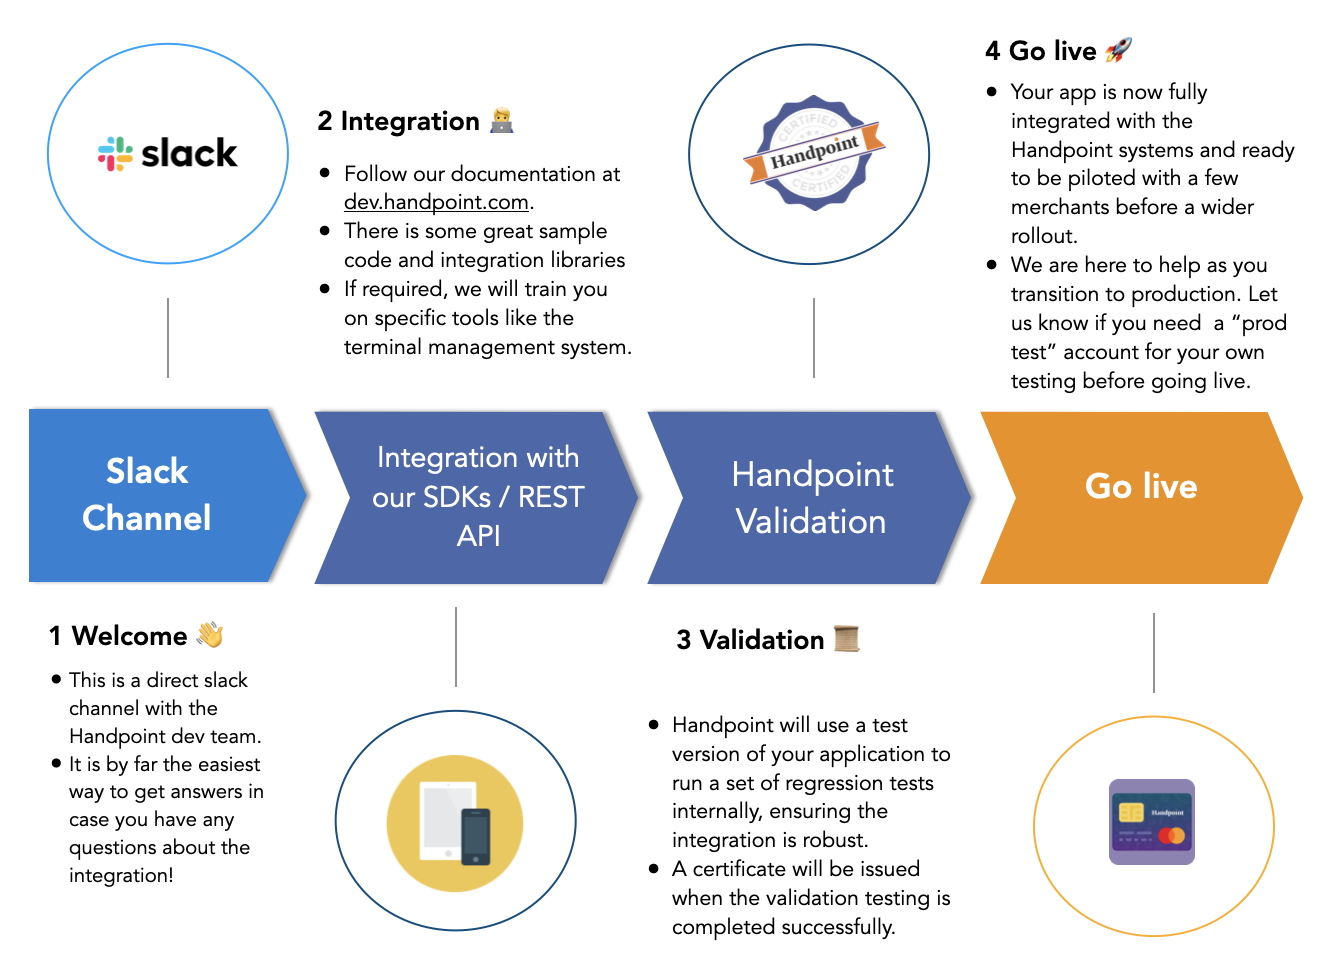 slack
2 Integration
Follow our documentation at
dev.handpoint.com.
There is some great sample
code and integration libraries
If required, we will train you
on specific tools like the
terminal management system.
CERTIFIED
Handpoint
CERTIFIED
4 Go live
Your app is now fully
integrated with the
Handpoint systems and ready
to be piloted with a few
merchants before a wider
rollout.
We are here to help as you
transition to production. Let
us know if you need  a “prod
test” account for your own
testing before going live.
Slack
Channel
Integration with
our SDKs / REST
API
Handpoint
Validation
Go live
1 Welcome
This is a direct slack
channel with the
Handpoint dev team.
It is by far the easiest
way to get answers in
case you have any
questions about the
integration!
3 Validation
Handpoint will use a test
version of your application to
run a set of regression tests
internally, ensuring the
integration is robust.
A certificate will be issued
when the validation testing is
completed successfully.
Handpoint